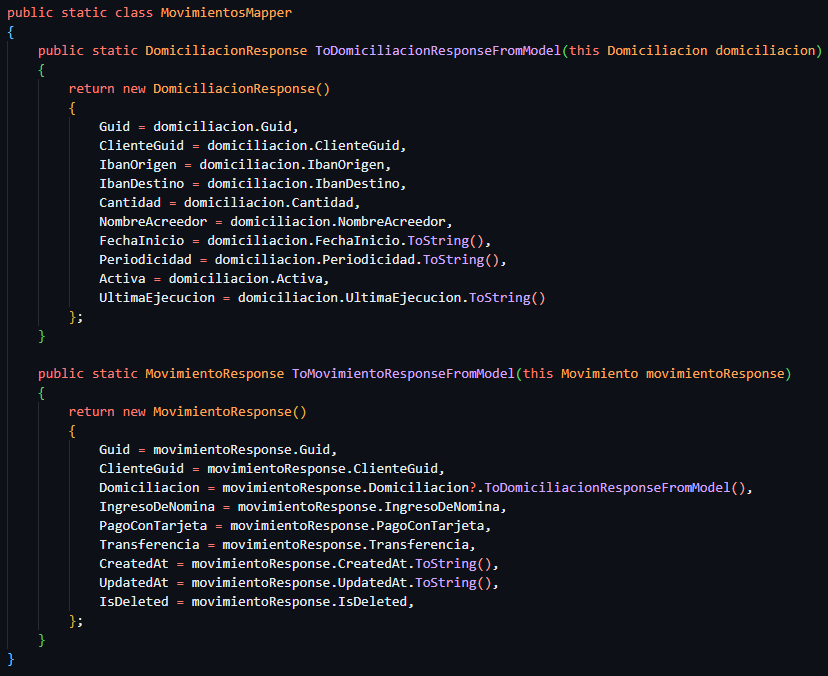 public static class MovimientosMapper
{
    public static DomiciliacionResponse ToDomiciliacionResponseFromModel(this Domiciliacion domiciliacion)
    {
        return new DomiciliacionResponse()
        {
            Guid = domiciliacion.Guid,
            ClienteGuid = domiciliacion.ClienteGuid,
            IbanOrigen = domiciliacion.IbanOrigen,
            IbanDestino = domiciliacion.IbanDestino,
            Cantidad = domiciliacion.Cantidad,
            NombreAcreedor = domiciliacion.NombreAcreedor,
            FechaInicio = domiciliacion.FechaInicio.ToString(),
            Periodicidad = domiciliacion.Periodicidad.ToString(),
            Activa = domiciliacion.Activa,
            UltimaEjecucion = domiciliacion.UltimaEjecucion.ToString()
        };
    }

    public static MovimientoResponse ToMovimientoResponseFromModel(this Movimiento movimientoResponse)
    {
        return new MovimientoResponse()
        {
            Guid = movimientoResponse.Guid,
            ClienteGuid = movimientoResponse.ClienteGuid,
            Domiciliacion = movimientoResponse.Domiciliacion?.ToDomiciliacionResponseFromModel(),
            IngresoDeNomina = movimientoResponse.IngresoDeNomina,
            PagoConTarjeta = movimientoResponse.PagoConTarjeta,
            Transferencia = movimientoResponse.Transferencia,
            CreatedAt = movimientoResponse.CreatedAt.ToString(),
            UpdatedAt = movimientoResponse.UpdatedAt.ToString(),
            IsDeleted = movimientoResponse.IsDeleted,
        };
    }
}